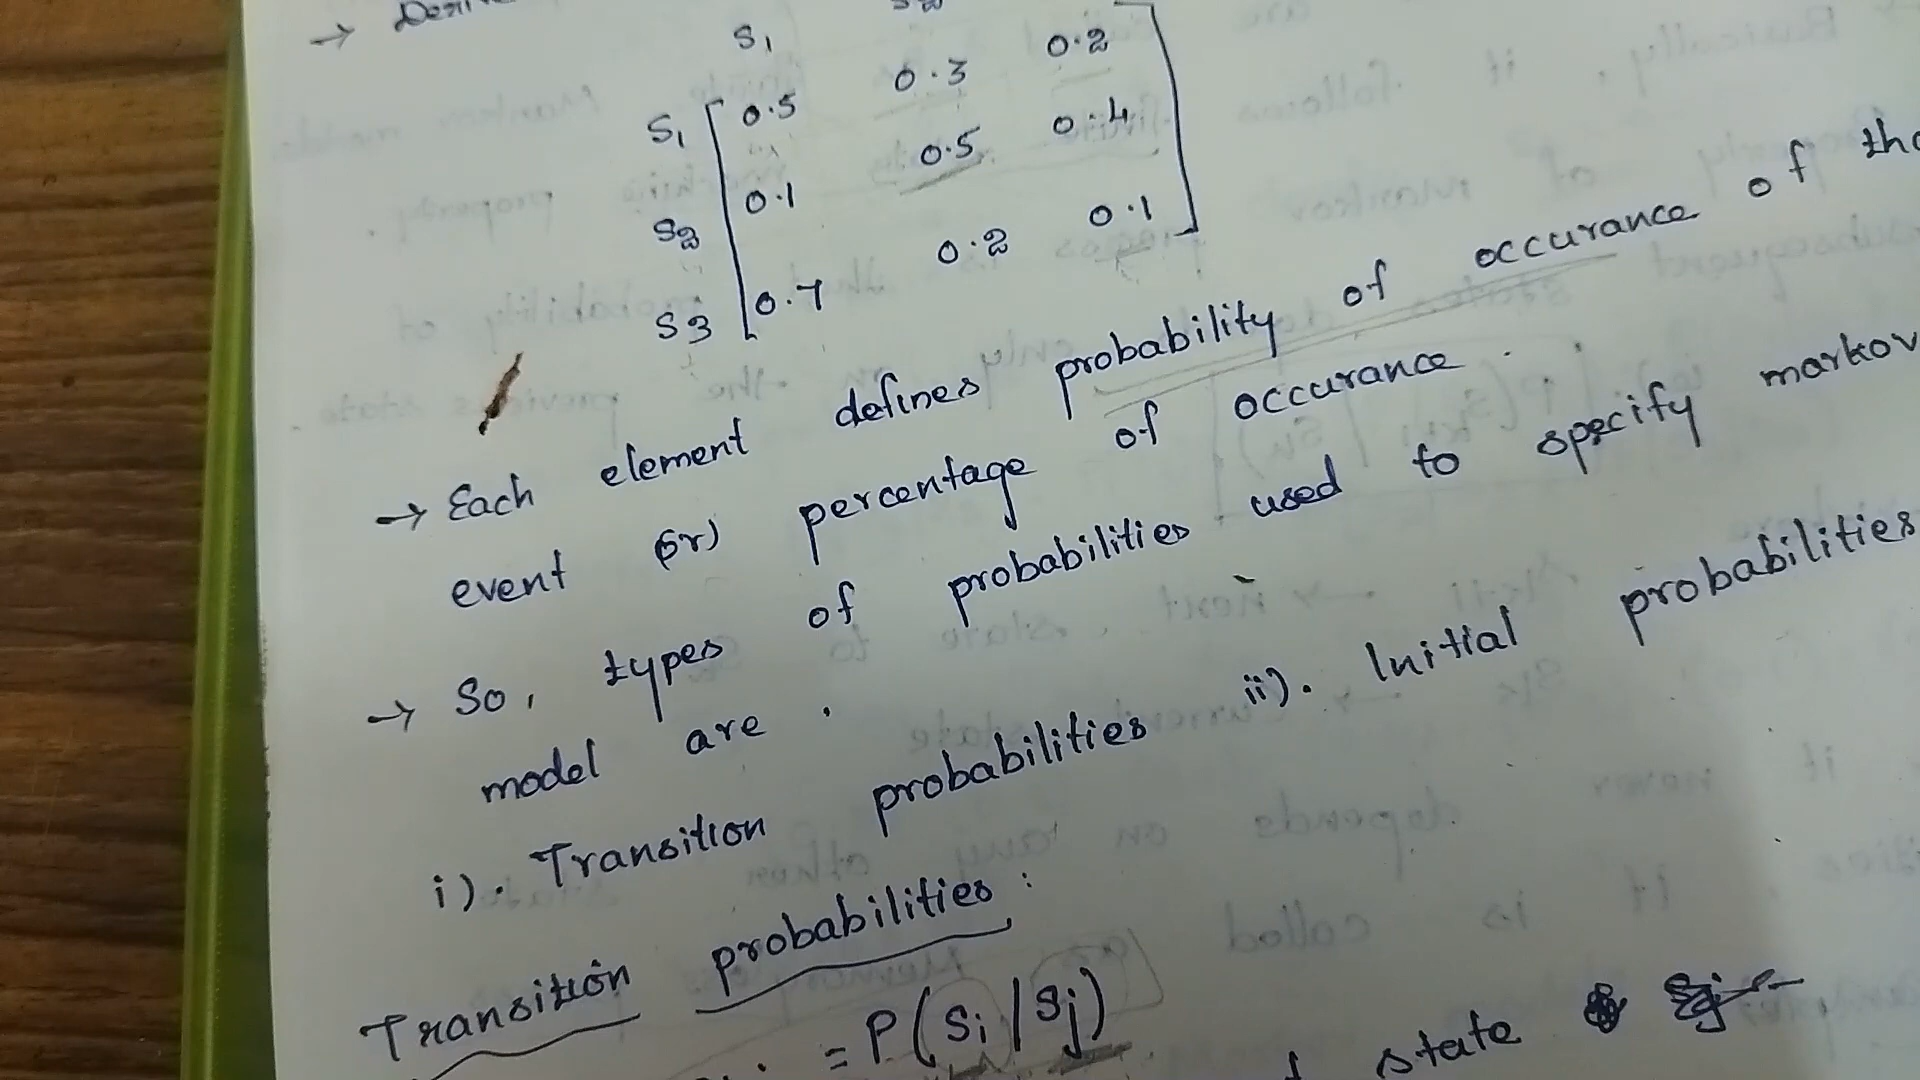 →
S1 S2
S1 0.5 0.3 0.2
S2 0.1 0.5 0.4
S3 0.7 0.2 0.1
→ Each element defines probability of occurance of the
event (or) percentage of occurance.
→ So, types of probabilities used to specify markov
model are.
i). Transition probabilities ii). Initial probabilities
Transition probabilities:
= P(Si / Sj)
state